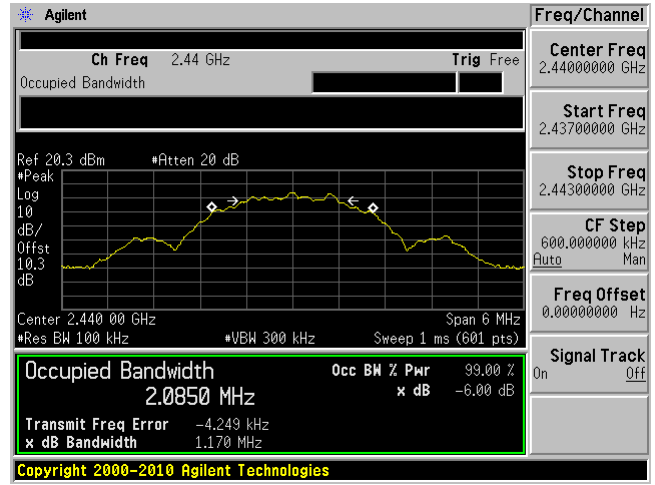 Agilent
Freq/Channel
Ch Freq 2.44 GHz Trig Free
Occupied Bandwidth
Center Freq
2.44000000 GHz
Start Freq
2.43700000 GHz
Stop Freq
2.44300000 GHz
CF Step
600.000000 kHz
Auto Man
Freq Offset
0.00000000 Hz
Signal Track
On Off
Ref 20.3 dBm #Atten 20 dB
#Peak
Log
10
dB/
Offst
10.3
dB
Center 2.440 00 GHz Span 6 MHz
#Res BW 100 kHz #VBW 300 kHz Sweep 1 ms (601 pts)
Occupied Bandwidth Occ BW % Pwr 99.00 %
2.0850 MHz x dB -6.00 dB
Transmit Freq Error -4.249 kHz
x dB Bandwidth 1.170 MHz
Copyright 2000-2010 Agilent Technologies